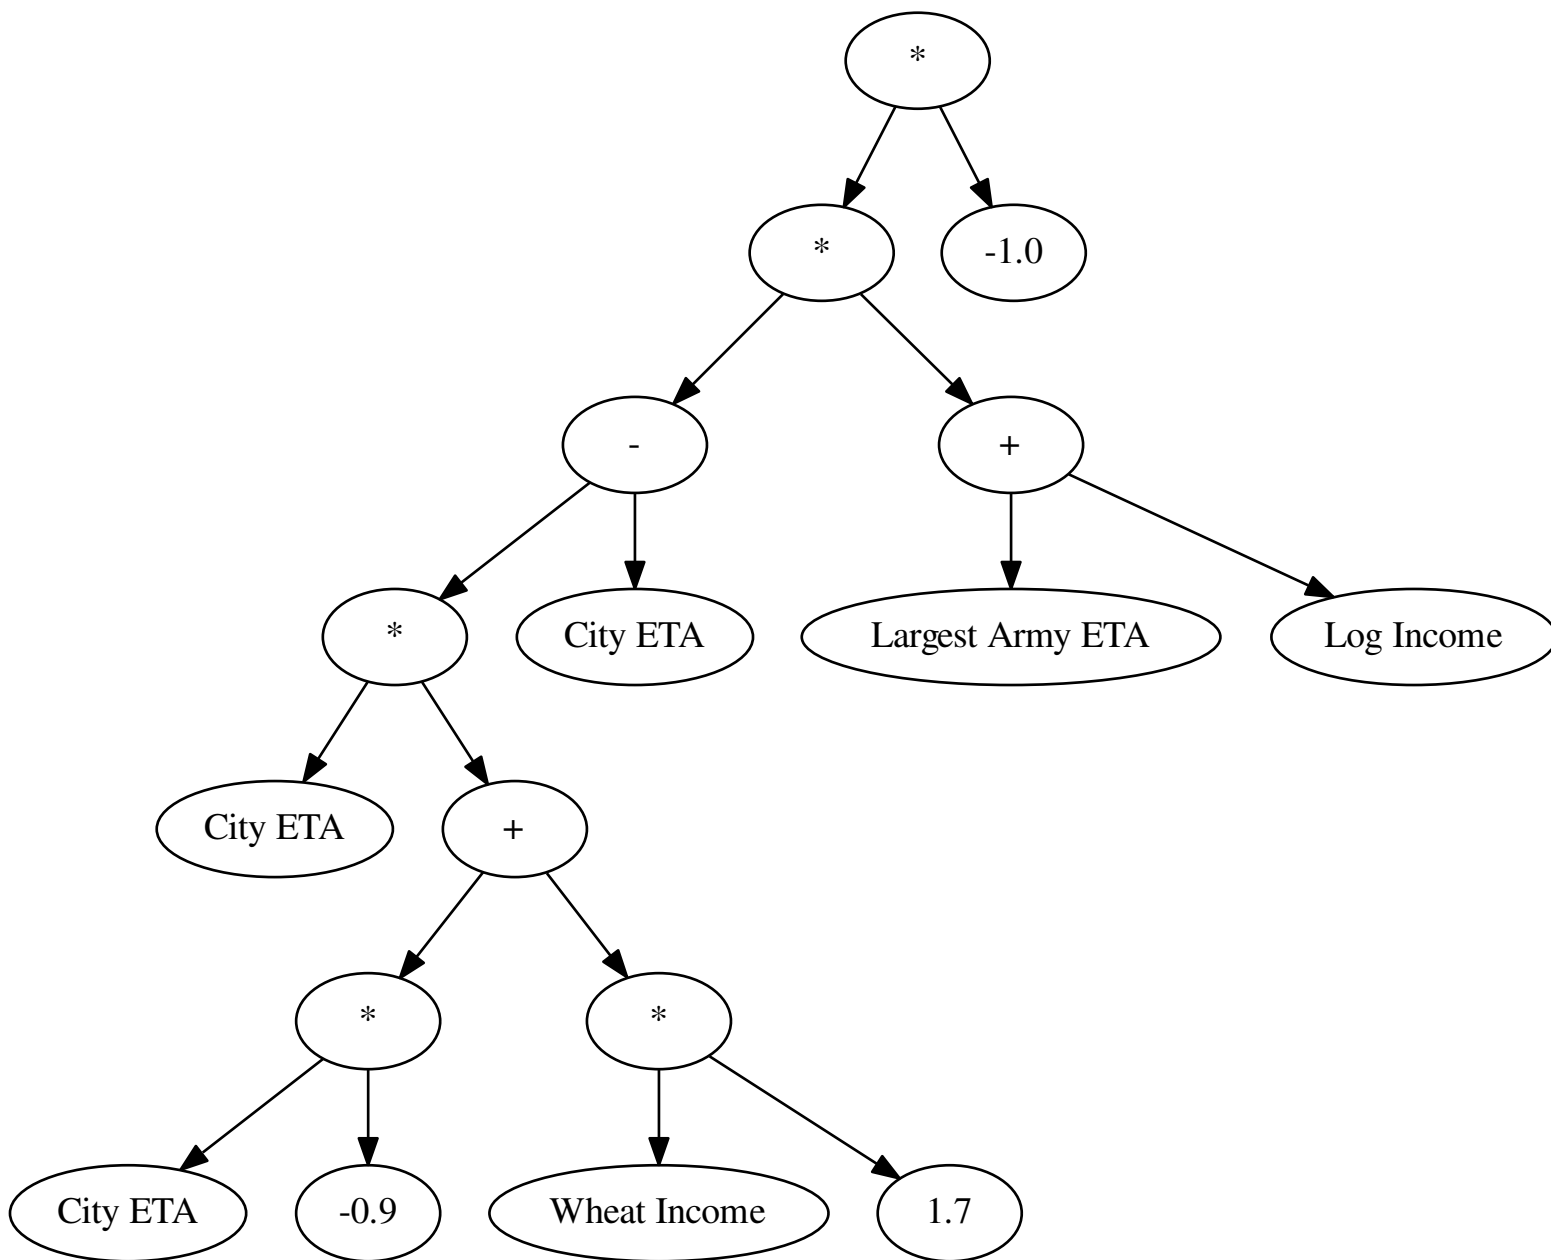 *
*
-1.0
-
+
*
City ETA
Largest Army ETA
Log Income
City ETA
+
*
*
City ETA
-0.9
Wheat Income
1.7